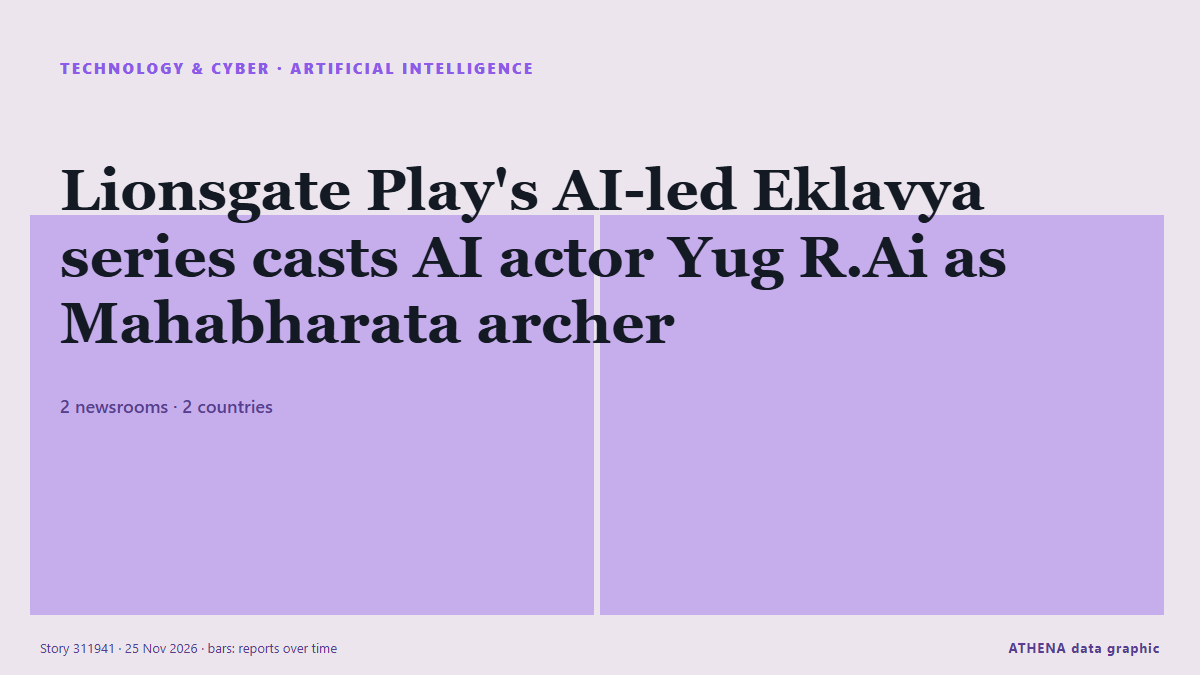 TECHNOLOGY & CYBER · ARTIFICIAL INTELLIGENCE
Lionsgate Play's AI-led Eklavya
series casts AI actor Yug R.Ai as
Mahabharata archer
2 newsrooms · 2 countries
Story 311941 · 25 Nov 2026 · bars: reports over time
ATHENA data graphic